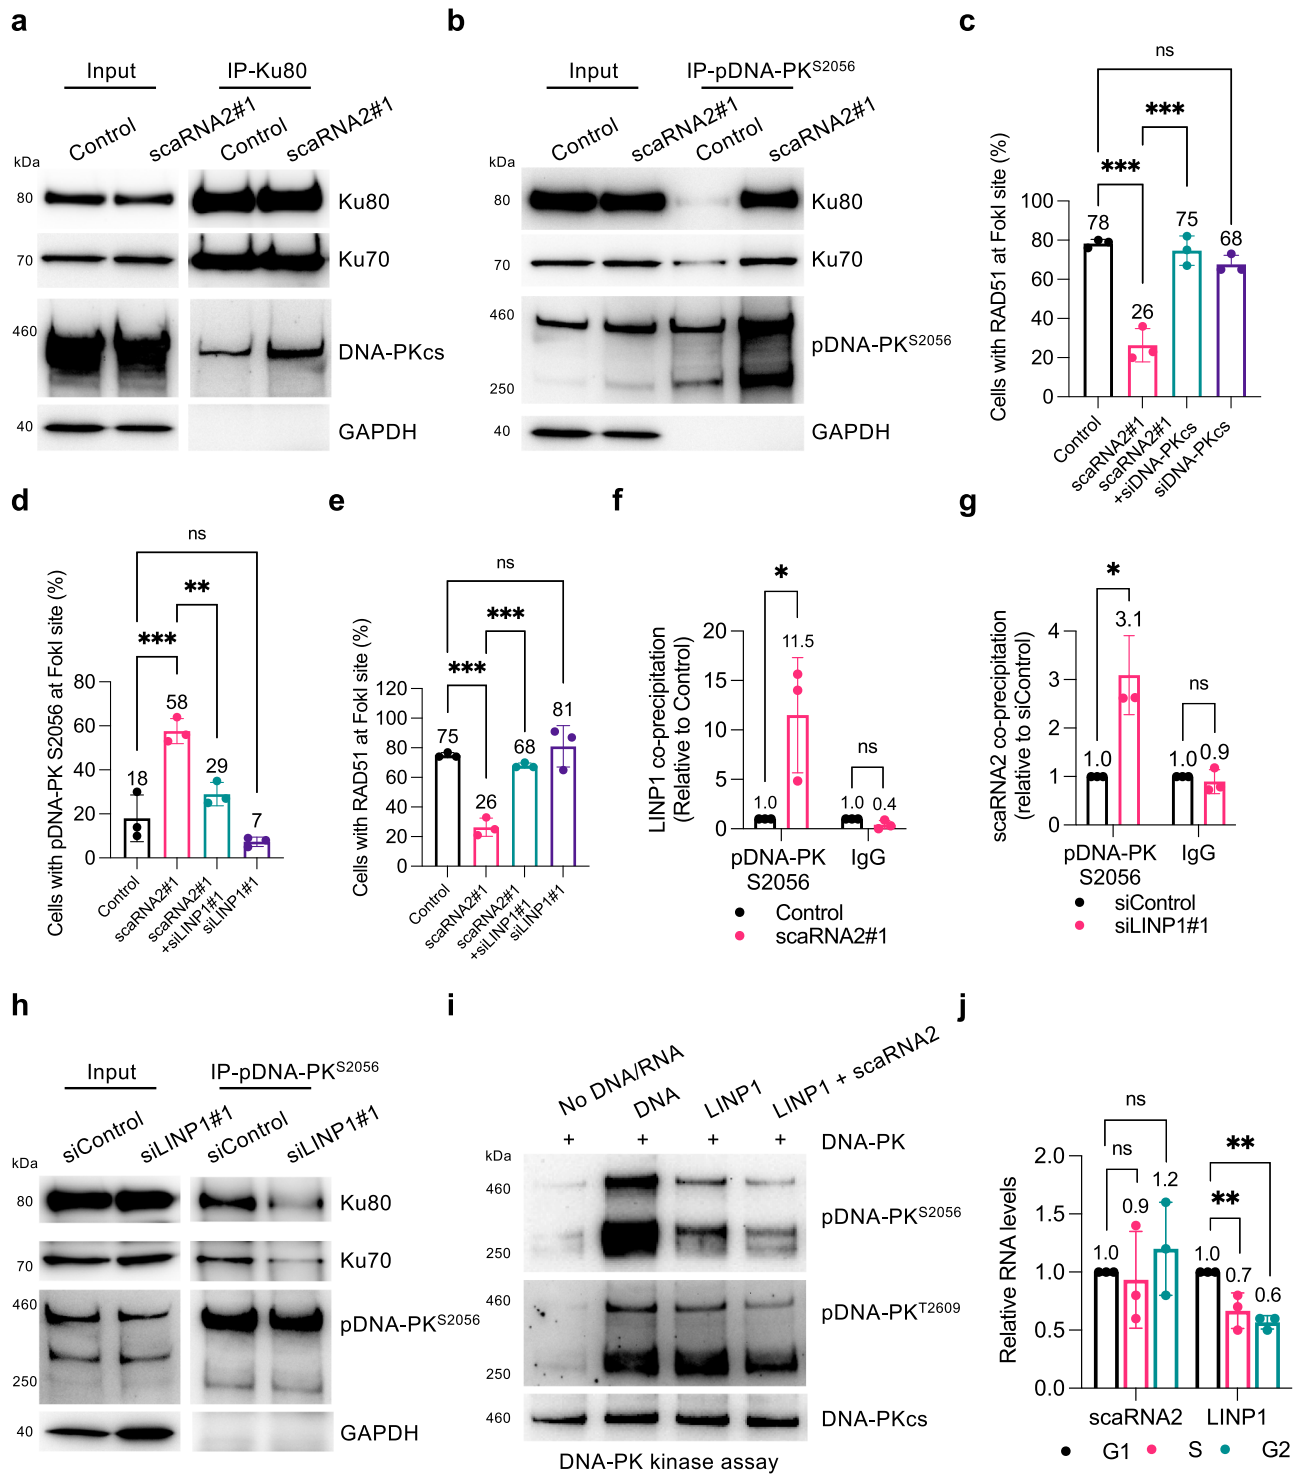 a
Input
IP-Ku80
Control
scaRNA2#1
Control
scaRNA2#1
kDa
80
Ku80
70
Ku70
460
DNA-PKcs
40
GAPDH
b
Input
IP-pDNA-PK^S2056
Control
scaRNA2#1
Control
scaRNA2#1
kDa
80
Ku80
70
Ku70
460
pDNA-PK^S2056
250
40
GAPDH
c
ns
***
***
Cells with RAD51 at FokI site (%)
100
80
60
40
20
0
78
26
75
68
Control
scaRNA2#1
scaRNA2#1
+siDNA-PKcs
siDNA-PKcs
d
ns
**
***
Cells with pDNA-PK S2056 at FokI site (%)
80
60
40
20
0
18
58
29
7
Control
scaRNA2#1
scaRNA2#1
+siLINP1#1
siLINP1#1
e
ns
***
***
Cells with RAD51 at FokI site (%)
120
100
80
60
40
20
0
75
26
68
81
Control
scaRNA2#1
scaRNA2#1
+siLINP1#1
siLINP1#1
f
*
LINP1 co-precipitation
(Relative to Control)
20
15
10
5
0
1.0
11.5
ns
1.0
0.4
pDNA-PK
S2056
IgG
Control
scaRNA2#1
g
*
scaRNA2 co-precipitation
(relative to siControl)
4
3
2
1
0
1.0
3.1
ns
1.0
0.9
pDNA-PK
S2056
IgG
siControl
siLINP1#1
h
Input
IP-pDNA-PK^S2056
siControl
siLINP1#1
siControl
siLINP1#1
kDa
80
Ku80
70
Ku70
460
pDNA-PK^S2056
250
40
GAPDH
i
No DNA/RNA
DNA
LINP1
LINP1 + scaRNA2
+ + + + DNA-PK
kDa
460
pDNA-PK^S2056
250
460
pDNA-PK^T2609
250
460
DNA-PKcs
DNA-PK kinase assay
j
ns
ns
**
**
Relative RNA levels
2.0
1.5
1.0
0.5
0.0
1.0
0.9
1.2
1.0
0.7
0.6
scaRNA2
LINP1
G1
S
G2